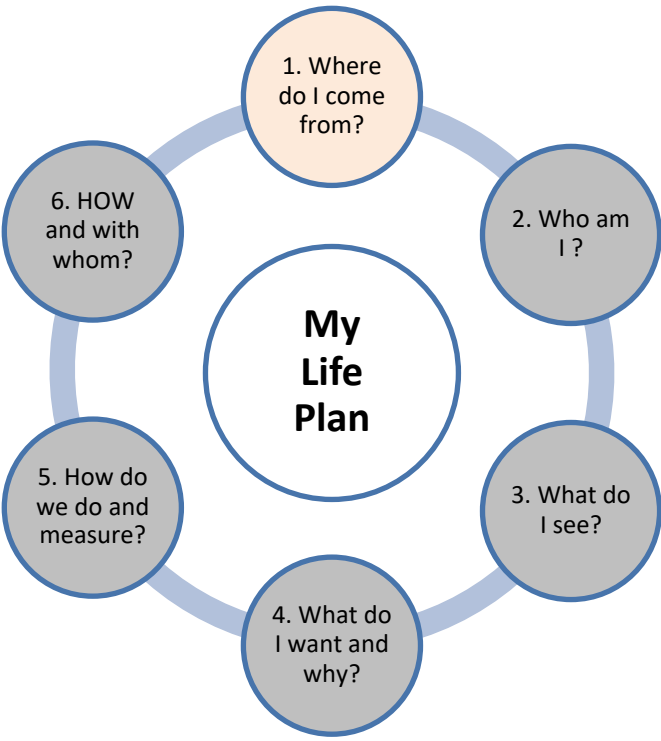 1. Where
do I come
from?
2. Who am
I ?
3. What do
I see?
4. What do
I want and
why?
5. How do
we do and
measure?
6. HOW
and with
whom?
My
Life
Plan